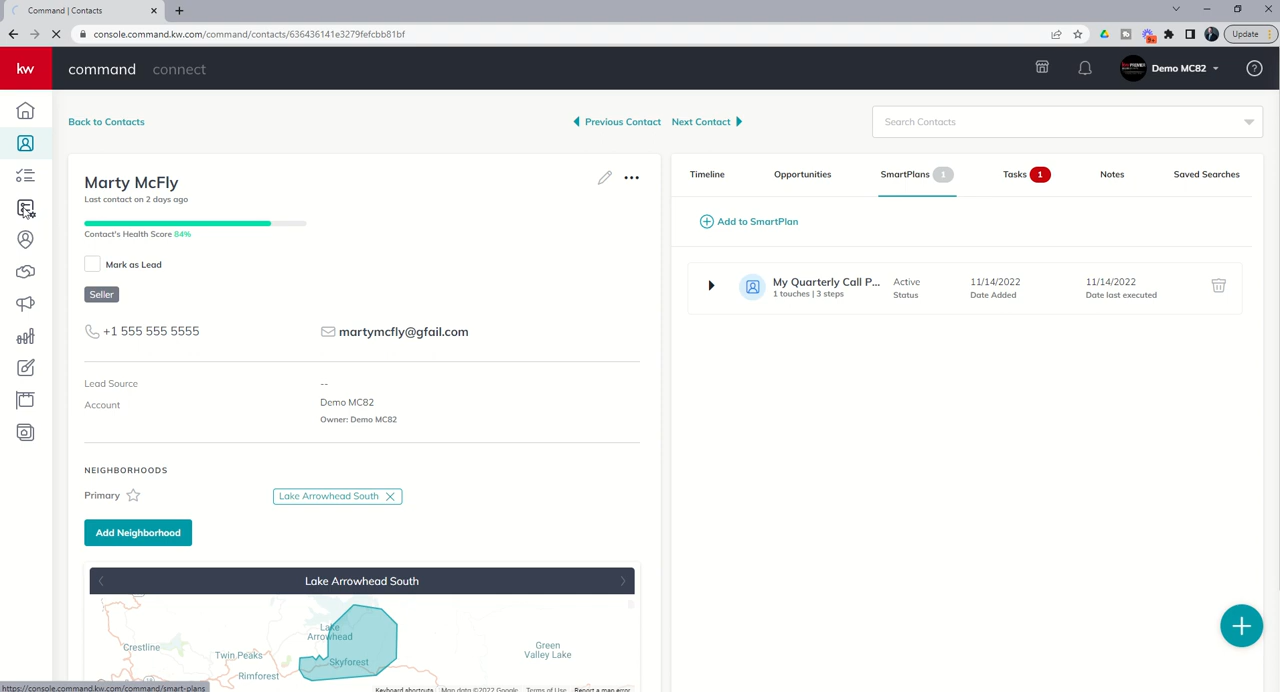 Command | Contacts
console.command.kw.com/command/contacts/636436141e3279fefcbb81bf
9+
Update
kw
command connect
Demo MC82
Back to Contacts
Previous Contact Next Contact
Search Contacts
Marty McFly
Last contact on 2 days ago
Contact's Health Score 84%
Mark as Lead
Seller
+1 555 555 5555
martymcfly@gfail.com
Lead Source --
Account Demo MC82
Owner: Demo MC82
NEIGHBORHOODS
Primary Lake Arrowhead South
Add Neighborhood
Lake Arrowhead South
Lake
Arrowhead
Crestline
Twin Peaks
Skyforest
Rimforest
Green
Valley Lake
Keyboard shortcuts Map data ©2022 Google Terms of Use Report a map error
Timeline Opportunities SmartPlans 1 Tasks 1 Notes Saved Searches
Add to SmartPlan
My Quarterly Call P... Active 11/14/2022 11/14/2022
1 touches | 3 steps Status Date Added Date last executed
https://console.command.kw.com/command/smart-plans